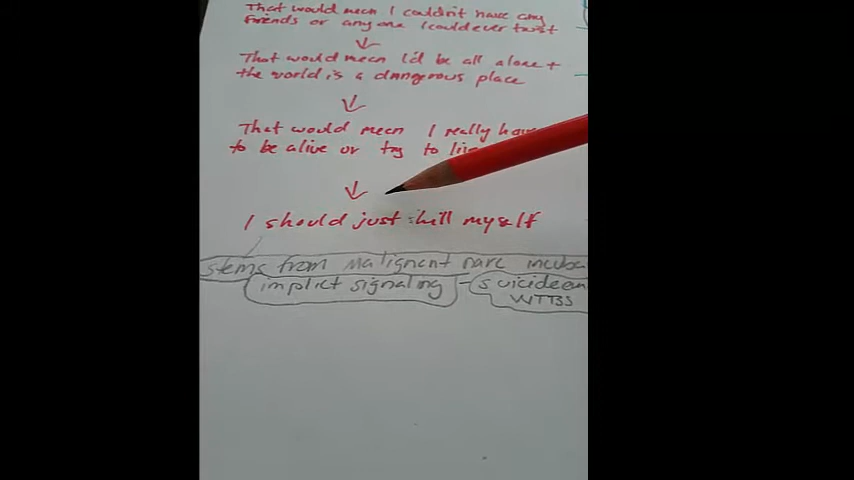 That would mean I couldn't have any
friends or anyone I could ever trust
That would mean I'd be all alone +
the world is a dangerous place
That would mean I really
to be alive or try to
I should just kill myself
stems from malignant narc
implict signaling